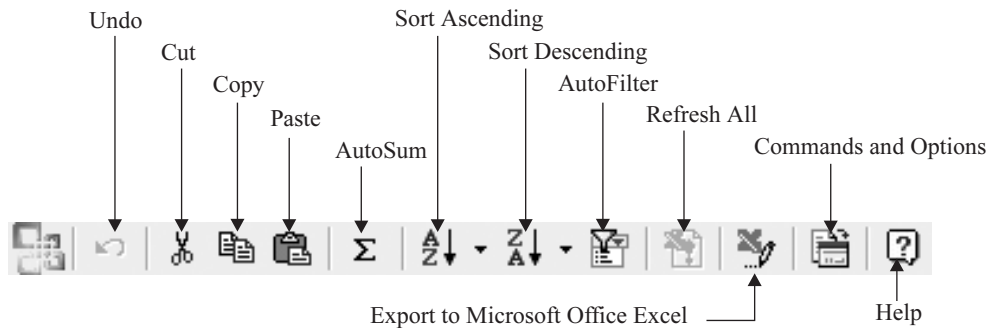 Undo
Sort Ascending
Cut
Sort Descending
Copy
AutoFilter
Paste
Refresh All
AutoSum
Commands and Options
Σ
A
Z
Z
A
?
Export to Microsoft Office Excel
Help